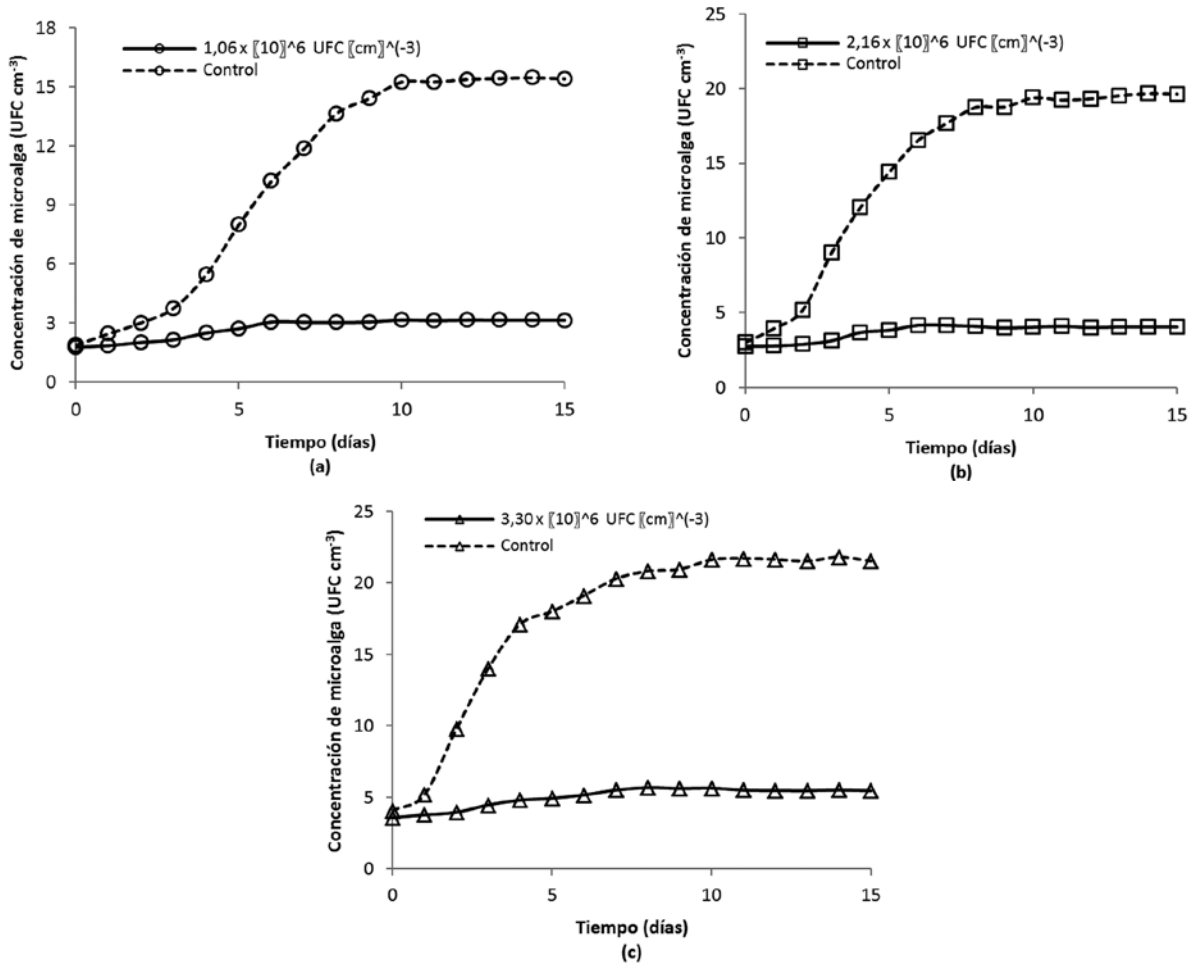 Concentración de microalga (UFC cm⁻³)
18
15
12
9
6
3
0
1,06 x 〖10〗^6 UFC 〖cm〗^(-3)
Control
0 5 10 15
Tiempo (días)
(a)
Concentración de microalga (UFC cm⁻³)
25
20
15
10
5
0
2,16 x 〖10〗^6 UFC 〖cm〗^(-3)
Control
0 5 10 15
Tiempo (días)
(b)
Concentración de microalga (UFC cm⁻³)
25
20
15
10
5
0
3,30 x 〖10〗^6 UFC 〖cm〗^(-3)
Control
0 5 10 15
Tiempo (días)
(c)